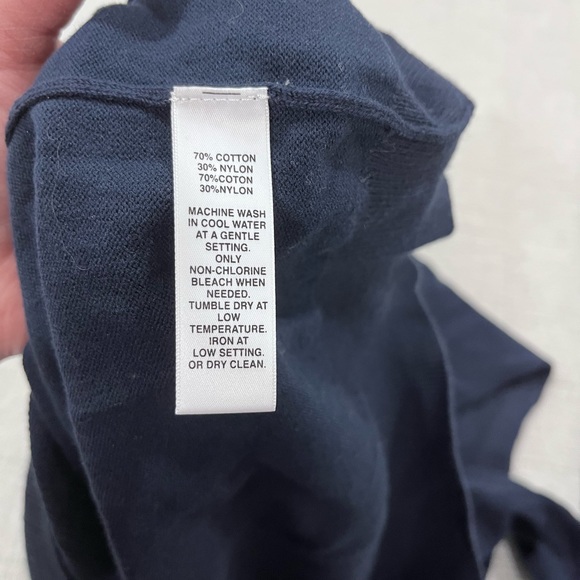 70% COTTON
30% NYLON
70%COTON
30%NYLON
MACHINE WASH
IN COOL WATER
AT A GENTLE
SETTING.
ONLY
NON-CHLORINE
BLEACH WHEN
NEEDED.
TUMBLE DRY AT
LOW
TEMPERATURE.
IRON AT
LOW SETTING.
OR DRY CLEAN.